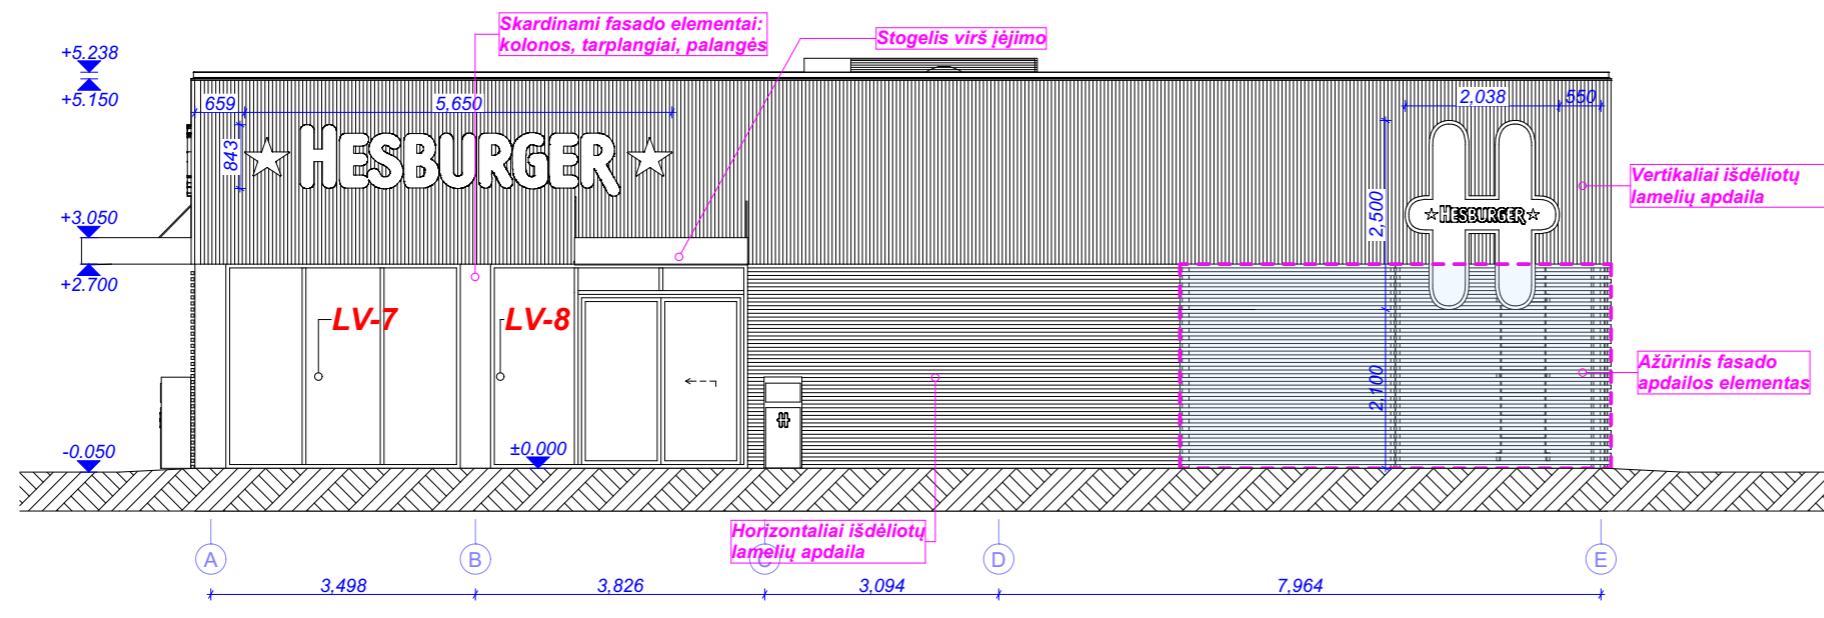 Skardinami fasado elementai:
kolonos, tarplangiai, palangės
Stogelis virš įėjimo
+5.238
+5.150
659
5,650
2,038
550
843
HESBURGER
Vertikaliai išdėliotų
lamelių apdaila
+3.050
2,500
HESBURGER
+2.700
LV-7
LV-8
Ažūrinis fasado
apdailos elementas
2,100
H
-0.050
±0.000
Horizontaliai išdėliotų
lamelių apdaila
A
B
C
D
E
3,498
3,826
3,094
7,964